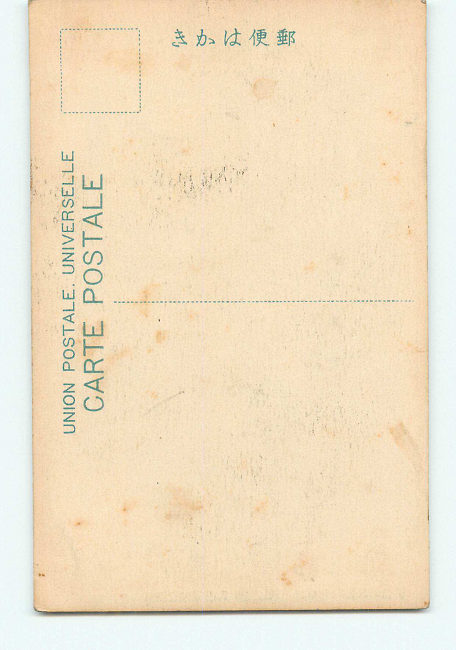 郵便はかき
UNION POSTALE. UNIVERSELLE
CARTE POSTALE